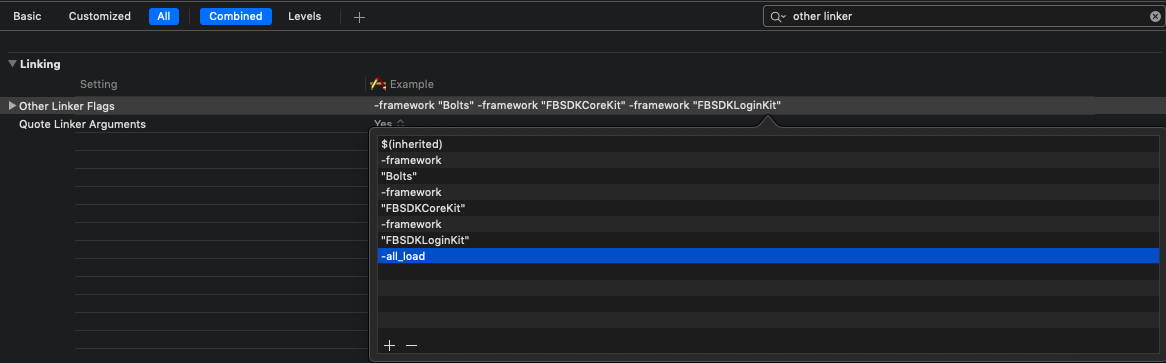 Basic Customized All Combined Levels other linker
Linking
Setting Example
Other Linker Flags -framework "Bolts" -framework "FBSDKCoreKit" -framework "FBSDKLoginKit"
Quote Linker Arguments Yes
$(inherited)
-framework
"Bolts"
-framework
"FBSDKCoreKit"
-framework
"FBSDKLoginKit"
-all_load